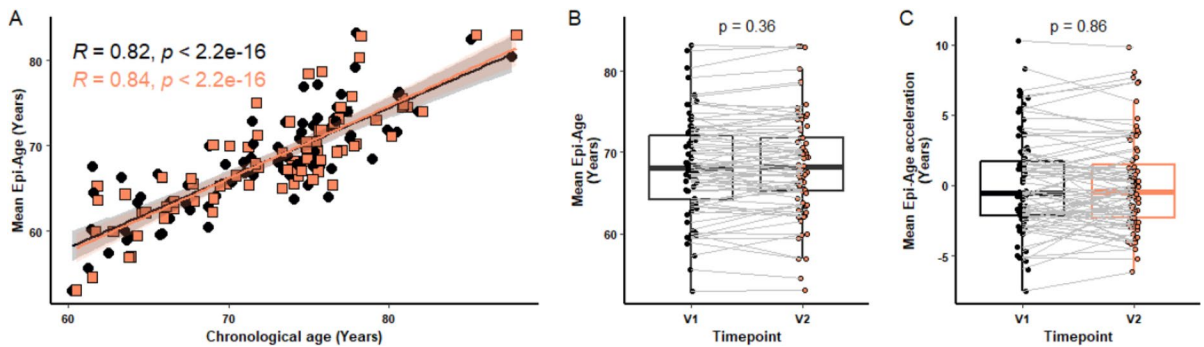 A
R = 0.82, p < 2.2e-16
R = 0.84, p < 2.2e-16
Mean Epi-Age (Years)
80
70
60
60 70 80
Chronological age (Years)
B
p = 0.36
Mean Epi-Age
(Years)
80
70
60
V1 V2
Timepoint
C
p = 0.86
Mean Epi-Age acceleration
(Years)
10
5
0
-5
V1 V2
Timepoint